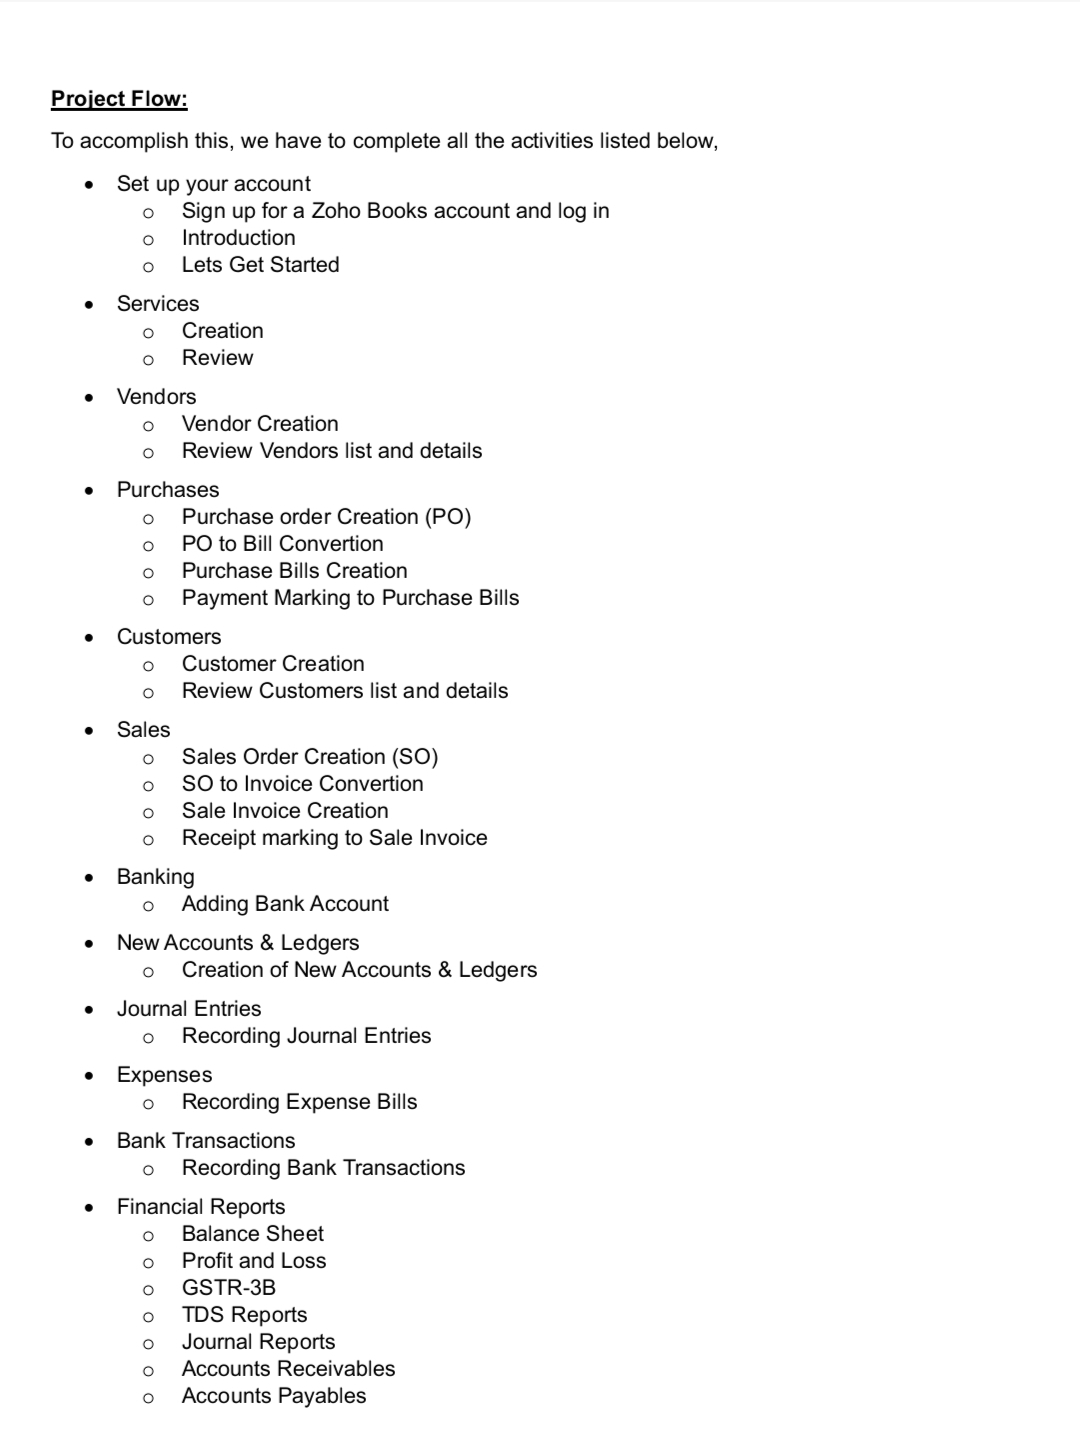 Project Flow:
To accomplish this, we have to complete all the activities listed below,
• Set up your account
o Sign up for a Zoho Books account and log in
o Introduction
o Lets Get Started
• Services
o Creation
o Review
• Vendors
o Vendor Creation
o Review Vendors list and details
• Purchases
o Purchase order Creation (PO)
o PO to Bill Convertion
o Purchase Bills Creation
o Payment Marking to Purchase Bills
• Customers
o Customer Creation
o Review Customers list and details
• Sales
o Sales Order Creation (SO)
o SO to Invoice Convertion
o Sale Invoice Creation
o Receipt marking to Sale Invoice
• Banking
o Adding Bank Account
• New Accounts & Ledgers
o Creation of New Accounts & Ledgers
• Journal Entries
o Recording Journal Entries
• Expenses
o Recording Expense Bills
• Bank Transactions
o Recording Bank Transactions
• Financial Reports
o Balance Sheet
o Profit and Loss
o GSTR-3B
o TDS Reports
o Journal Reports
o Accounts Receivables
o Accounts Payables